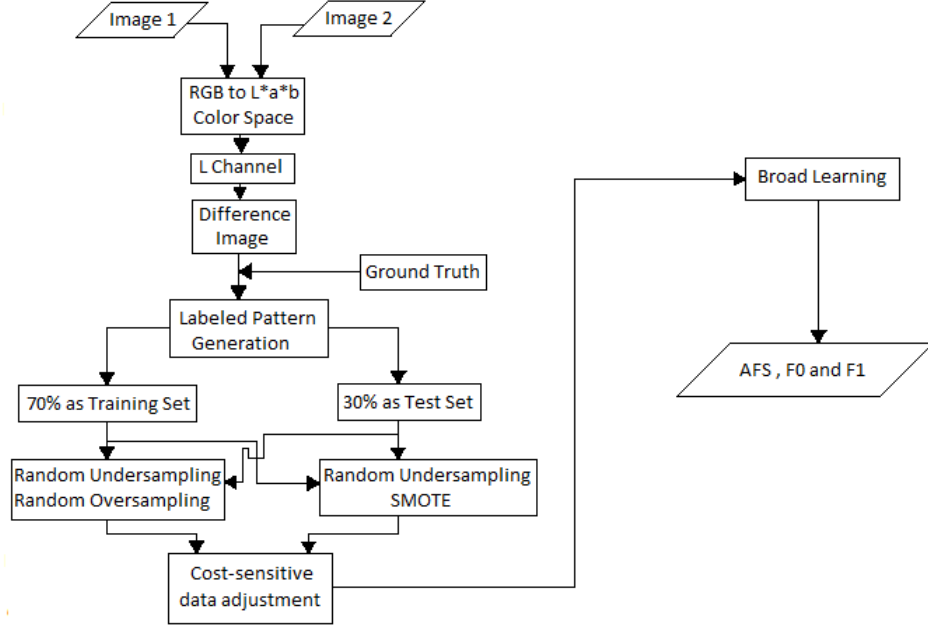 Image 1
Image 2
RGB to L*a*b
Color Space
L Channel
Difference
Image
Ground Truth
Labeled Pattern
Generation
70% as Training Set
30% as Test Set
Random Undersampling
Random Oversampling
Random Undersampling
SMOTE
Cost-sensitive
data adjustment
Broad Learning
AFS , F0 and F1